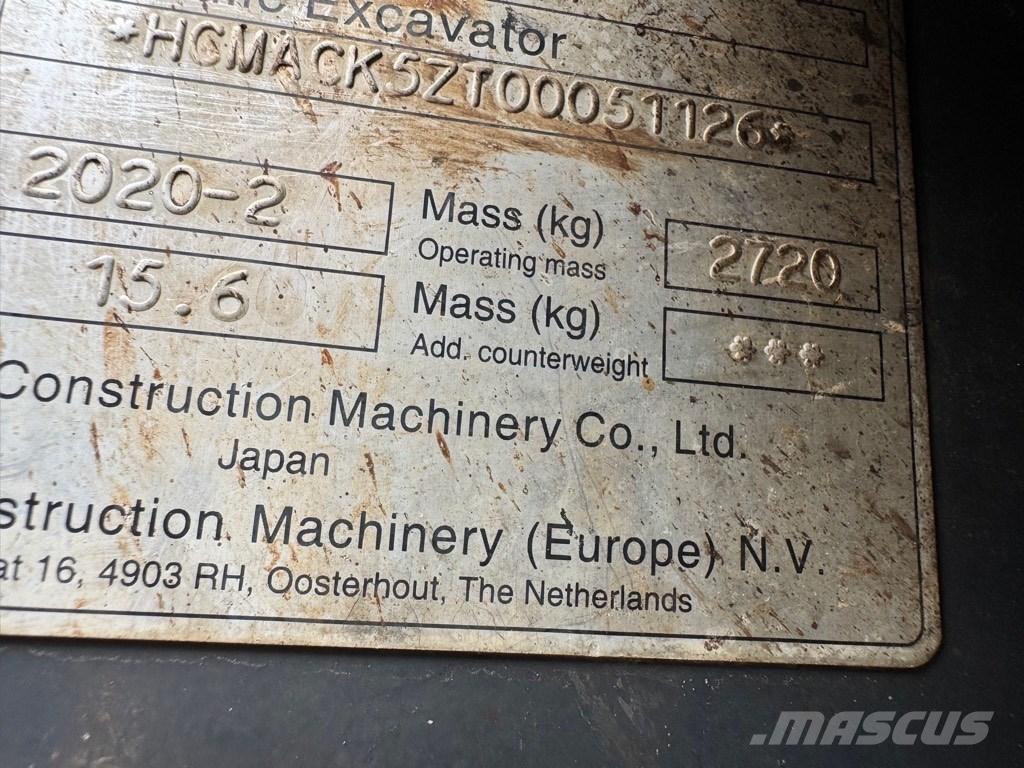 Excavator
*HCMACK5ZT00051126*
2020-2
Mass (kg)
Operating mass
2720
15.6
Mass (kg)
Add. counterweight
***
Construction Machinery Co., Ltd.
Japan
struction Machinery (Europe) N.V.
at 16, 4903 RH, Oosterhout, The Netherlands
MASCUS